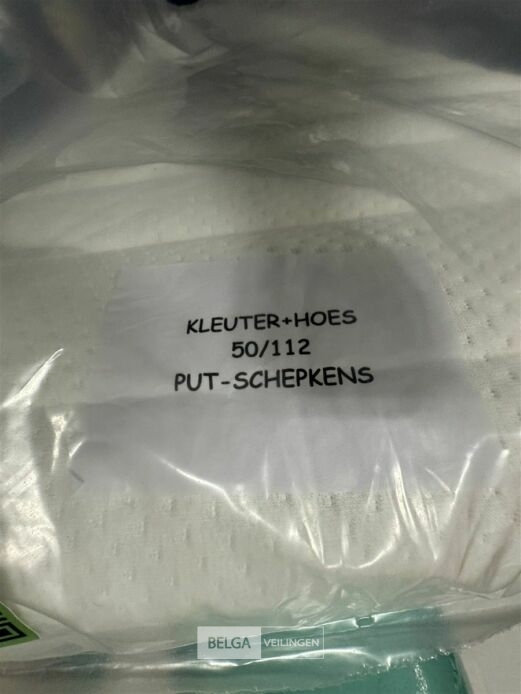 KLEUTER+HOES
50/112
PUT-SCHEPKENS
BELGA VEILINGEN